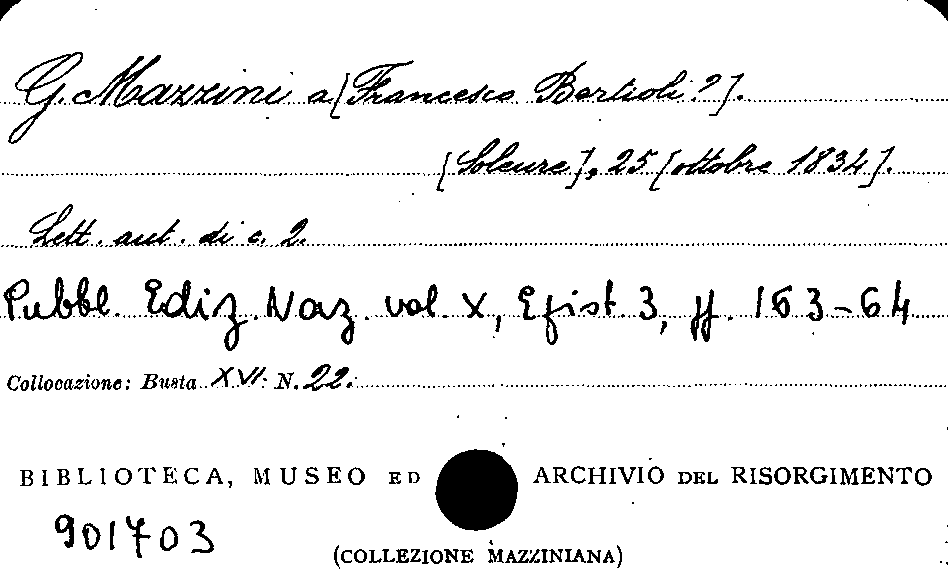 G. Mazzini a [Francesco Bertioli?].
[Soleure], 25 [ottobre 1834].
Lett. aut. di c. 2.
Pubbl. Ediz. Naz. vol. X, Epist. 3, pp. 163-64
Collocazione: Busta XVI. N. 22.
BIBLIOTECA, MUSEO ED ARCHIVIO DEL RISORGIMENTO
901703
(COLLEZIONE MAZZINIANA)